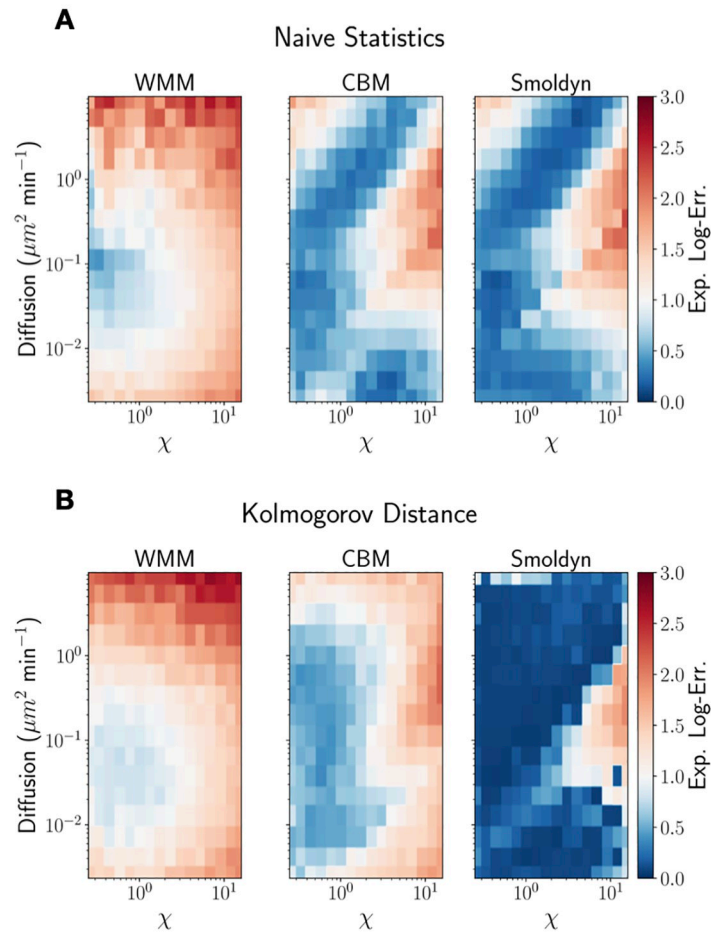 A
Naive Statistics
WMM CBM Smoldyn
Diffusion (μm² min⁻¹)
10⁰
10⁻¹
10⁻²
10⁰ 10¹ 10⁰ 10¹ 10⁰ 10¹
χ χ χ
3.0
2.5
2.0
1.5
1.0
0.5
0.0
Exp. Log-Err.
B
Kolmogorov Distance
WMM CBM Smoldyn
Diffusion (μm² min⁻¹)
10⁰
10⁻¹
10⁻²
10⁰ 10¹ 10⁰ 10¹ 10⁰ 10¹
χ χ χ
3.0
2.5
2.0
1.5
1.0
0.5
0.0
Exp. Log-Err.